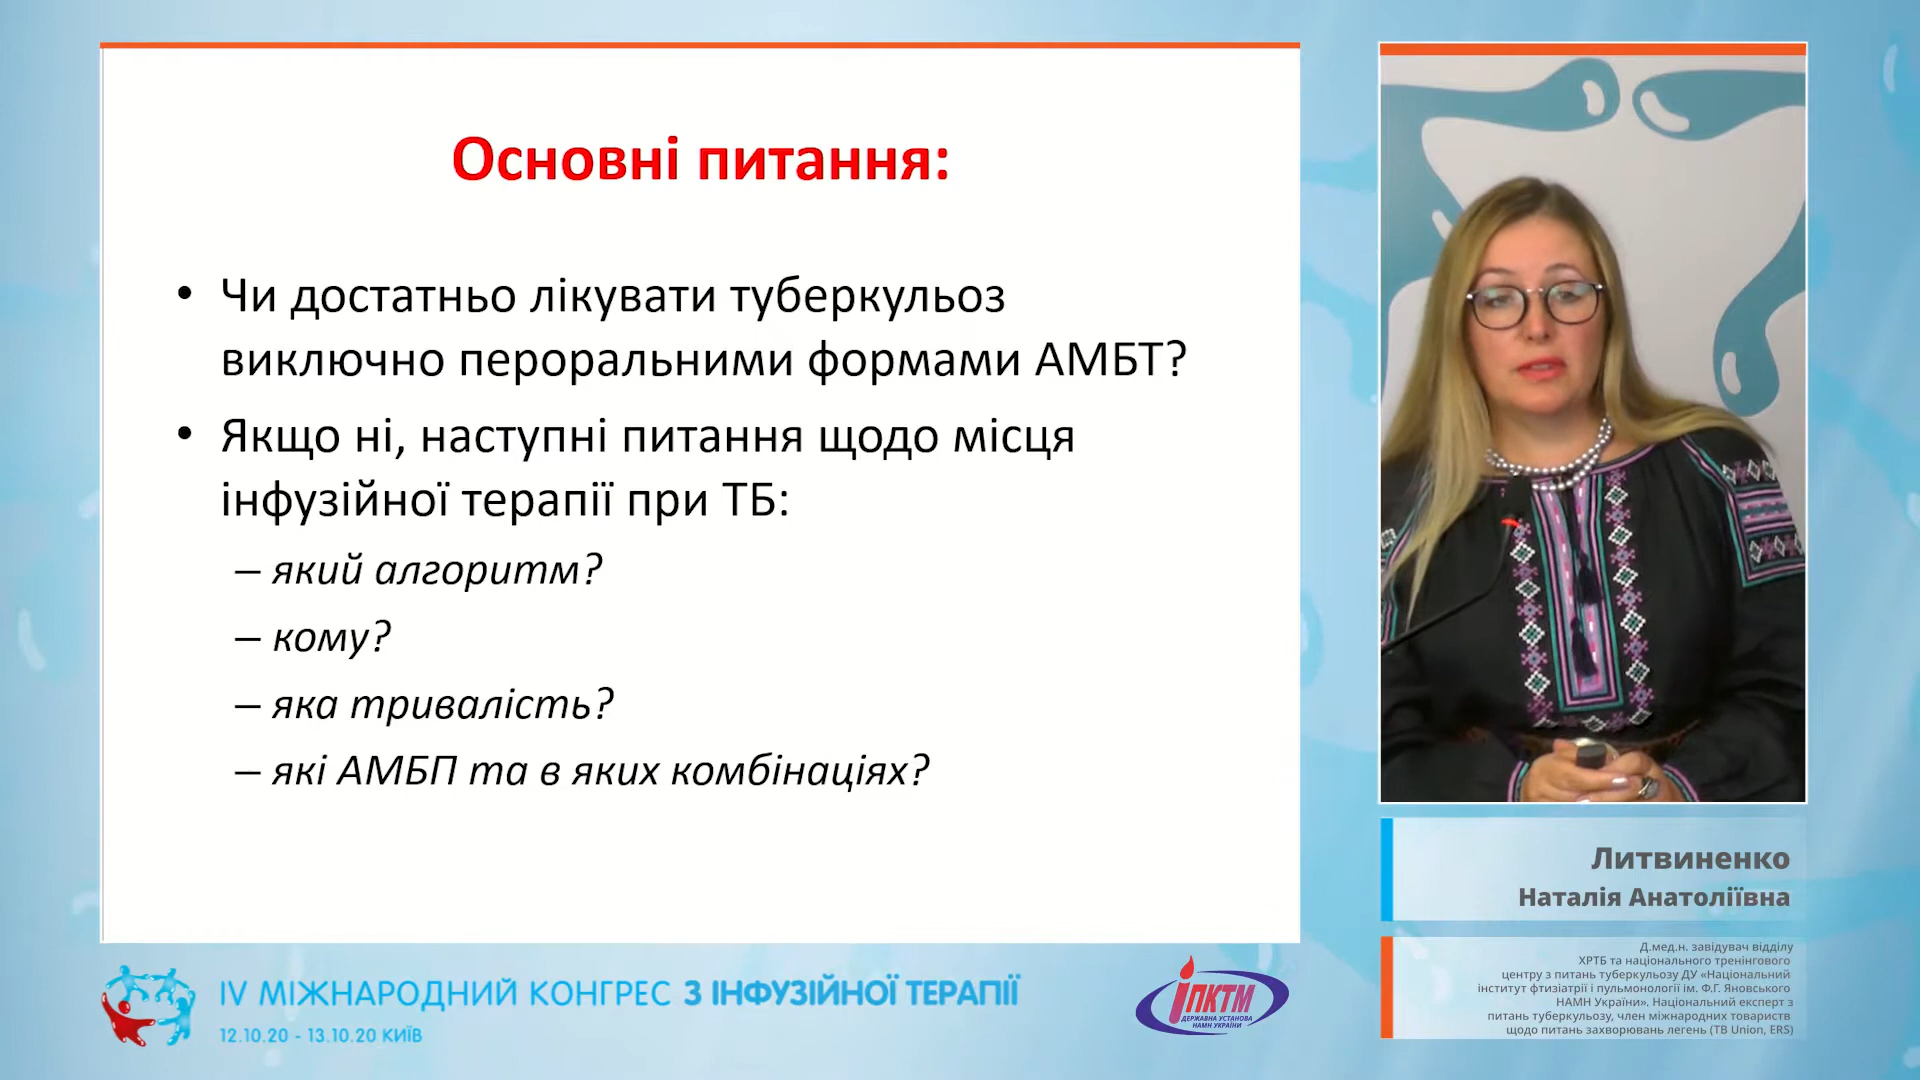 Основні питання:
• Чи достатньо лікувати туберкульоз
виключно пероральними формами АМБТ?
• Якщо ні, наступні питання щодо місця
інфузійної терапії при ТБ:
– який алгоритм?
– кому?
– яка тривалість?
– які АМБП та в яких комбінаціях?
Литвиненко
Наталія Анатоліївна
Д.мед.н. завідувач відділу
ХРТБ та національного тренінгового
центру з питань туберкульозу ДУ «Національний
інститут фтизіатрії і пульмонології ім. Ф.Г. Яновського
НАМН України». Національний експерт з
питань туберкульозу, член міжнародних товариств
щодо питань захворювань легень (TB Union, ERS)
IV МІЖНАРОДНИЙ КОНГРЕС З ІНФУЗІЙНОЇ ТЕРАПІЇ
12.10.20 - 13.10.20 КИЇВ
ІПКТМ
ДЕРЖАВНА УСТАНОВА
НАМН УКРАЇНИ